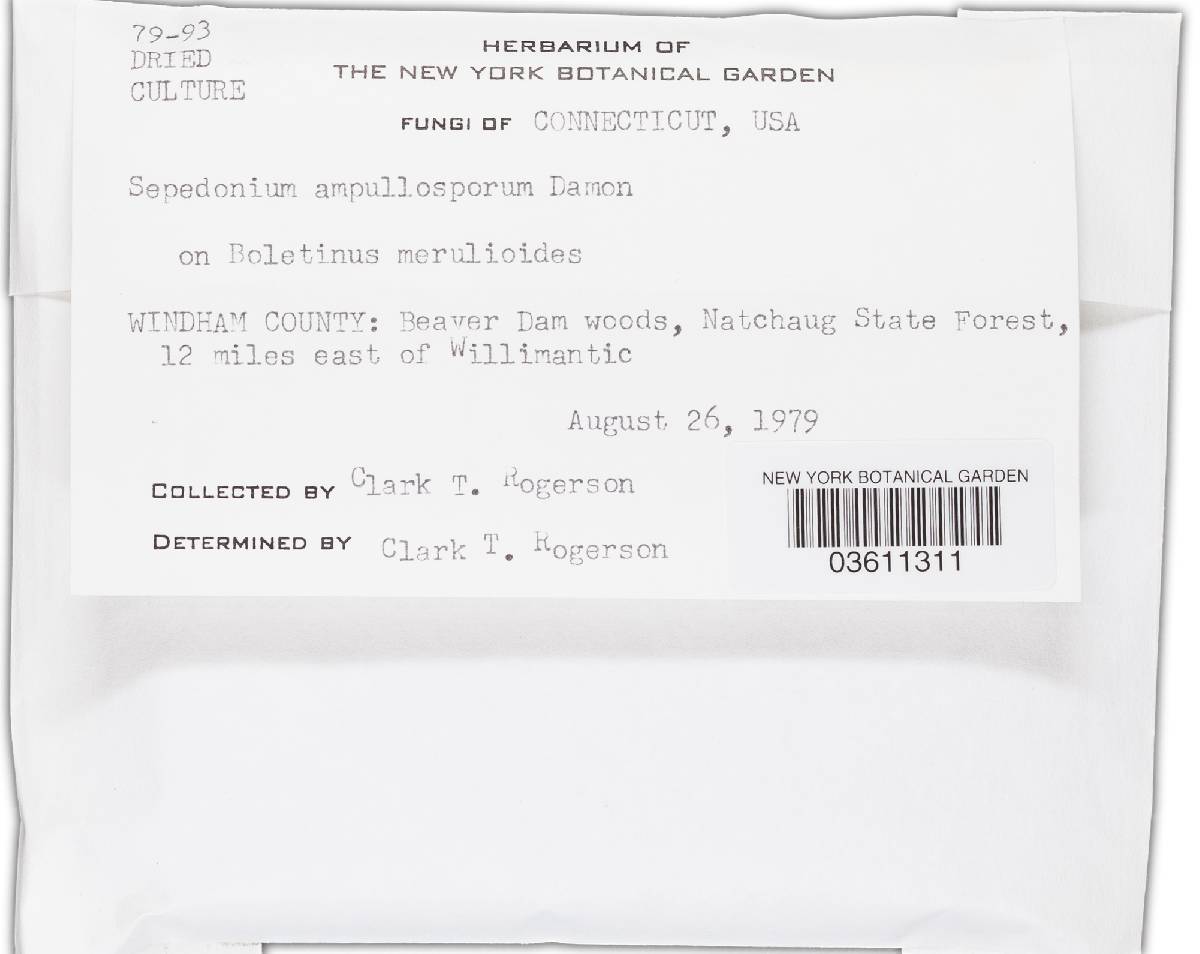 79-93
DRIED
CULTURE
HERBARIUM OF
THE NEW YORK BOTANICAL GARDEN
FUNGI OF CONNECTICUT, USA
Sepedonium ampullosporum Damon
on Boletinus merulioides
WINDHAM COUNTY: Beaver Dam woods, Natchaug State Forest,
12 miles east of Willimantic
August 26, 1979
COLLECTED BY Clark T. Rogerson
DETERMINED BY Clark T. Rogerson
NEW YORK BOTANICAL GARDEN
03611311